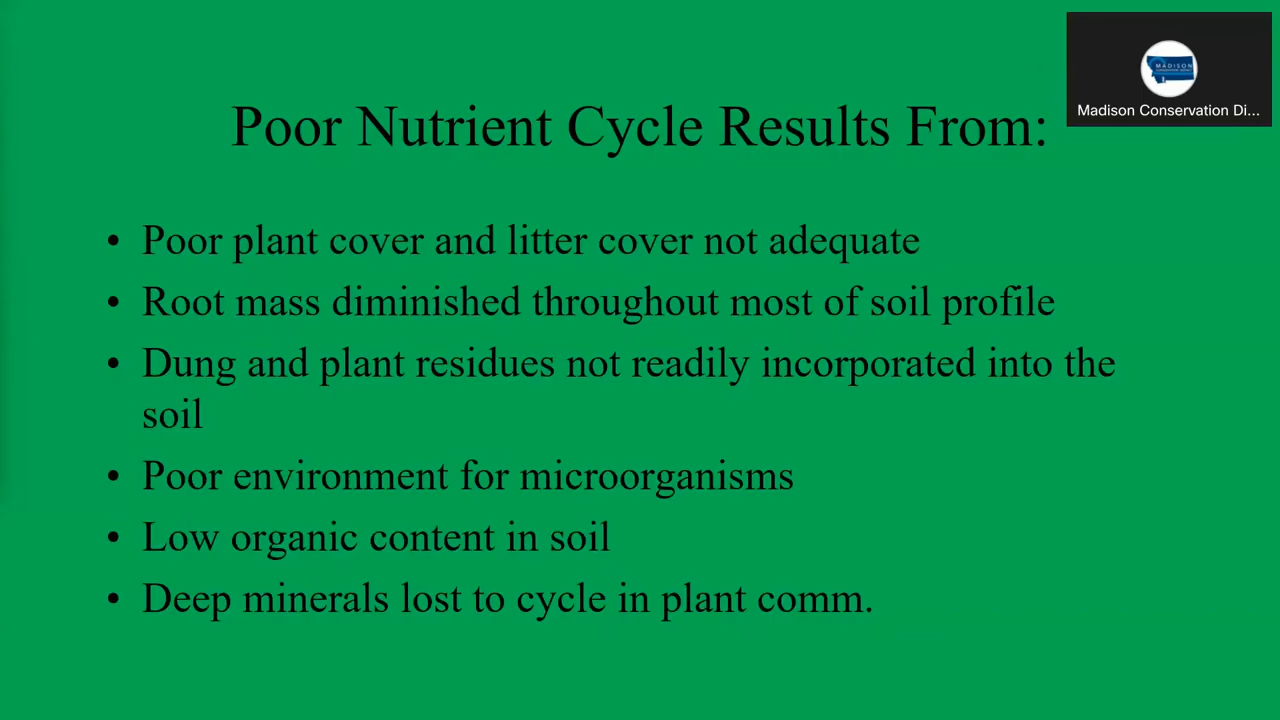 MADISON
Madison Conservation Di...
Poor Nutrient Cycle Results From:
• Poor plant cover and litter cover not adequate
• Root mass diminished throughout most of soil profile
• Dung and plant residues not readily incorporated into the
soil
• Poor environment for microorganisms
• Low organic content in soil
• Deep minerals lost to cycle in plant comm.